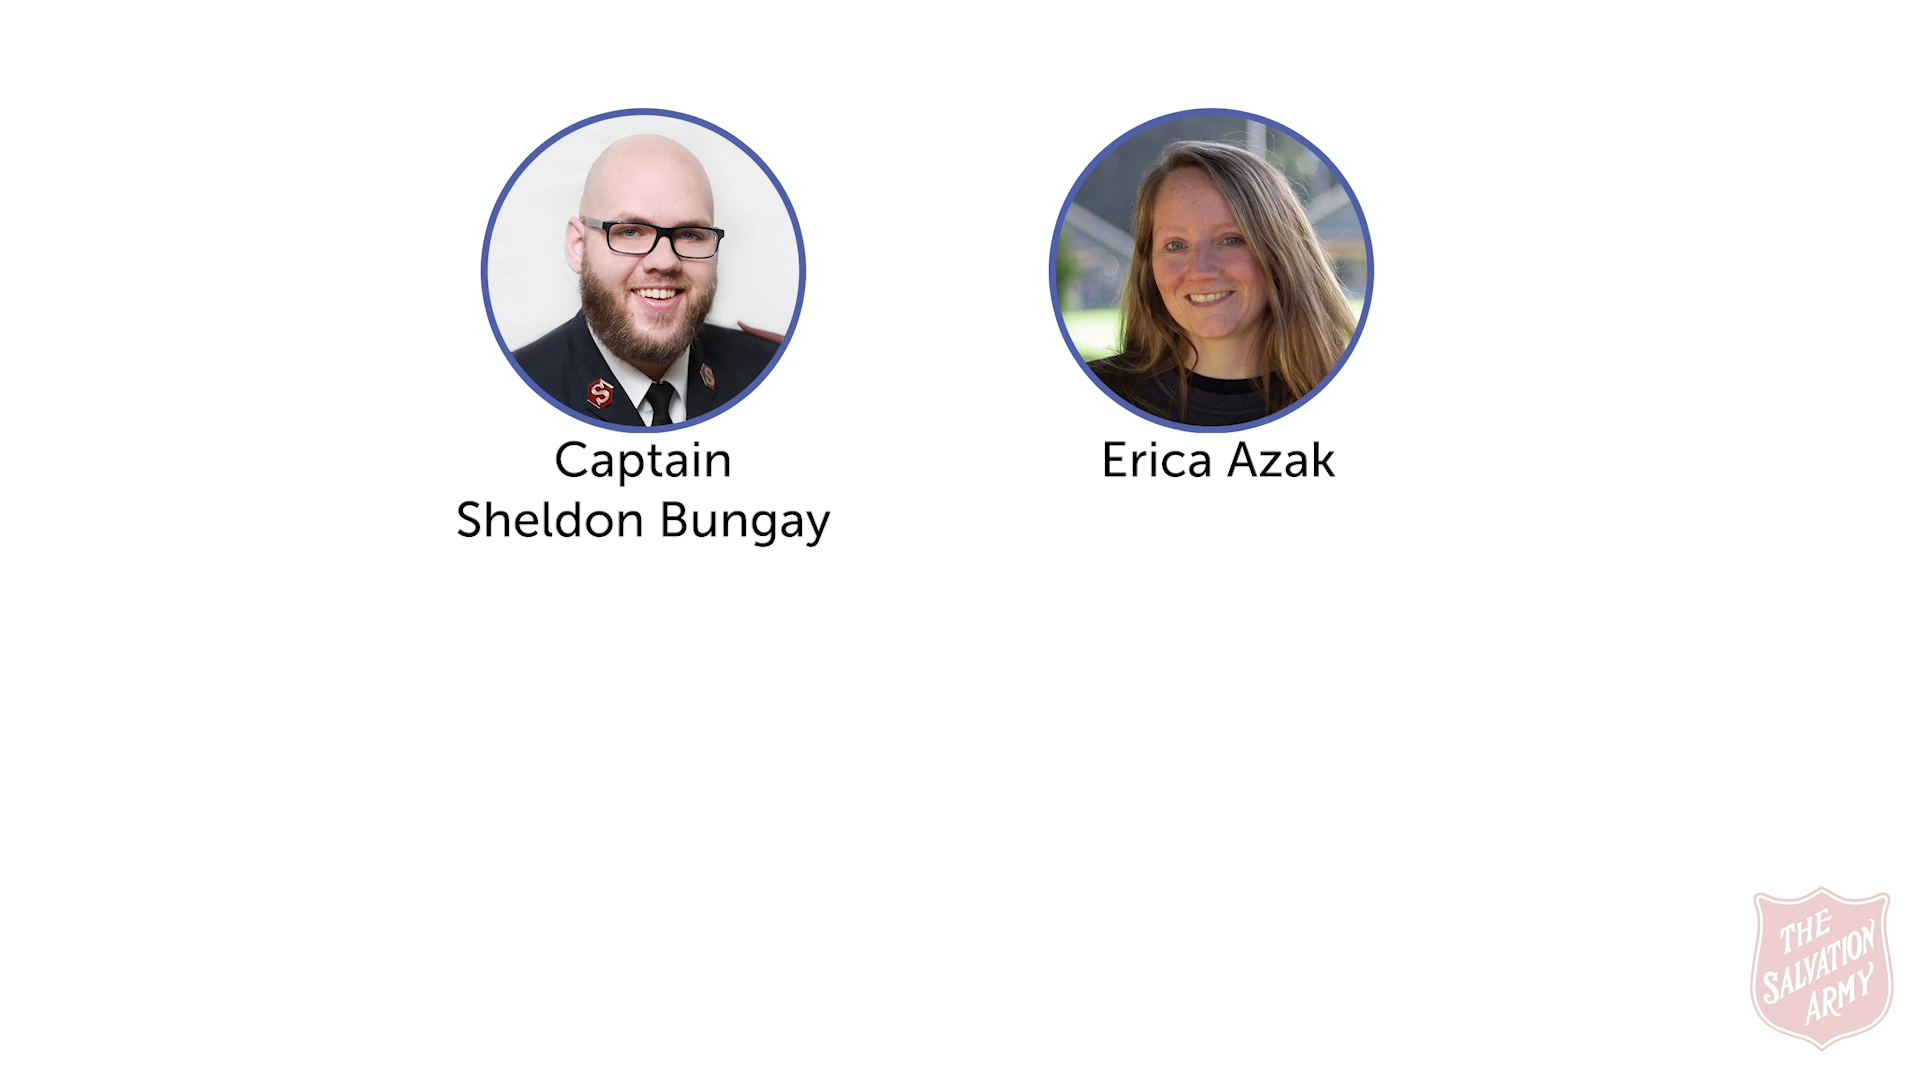 Captain
Sheldon Bungay
Erica Azak
S
S
THE
SALVATION
ARMY